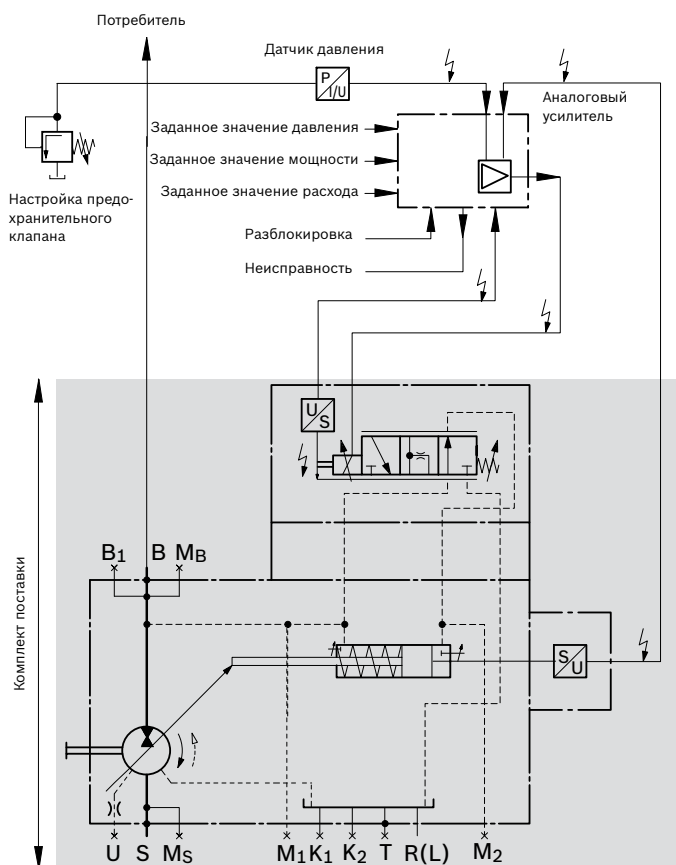 Потребитель
Датчик давления
P
I/U
Аналоговый
усилитель
Заданное значение давления
Заданное значение мощности
Заданное значение расхода
Настройка предо-
хранительного
клапана
Разблокировка
Неисправность
U
S
B1 B MB
Комплект поставки
S
U
U S MS M1 K1 K2 T R(L) M2